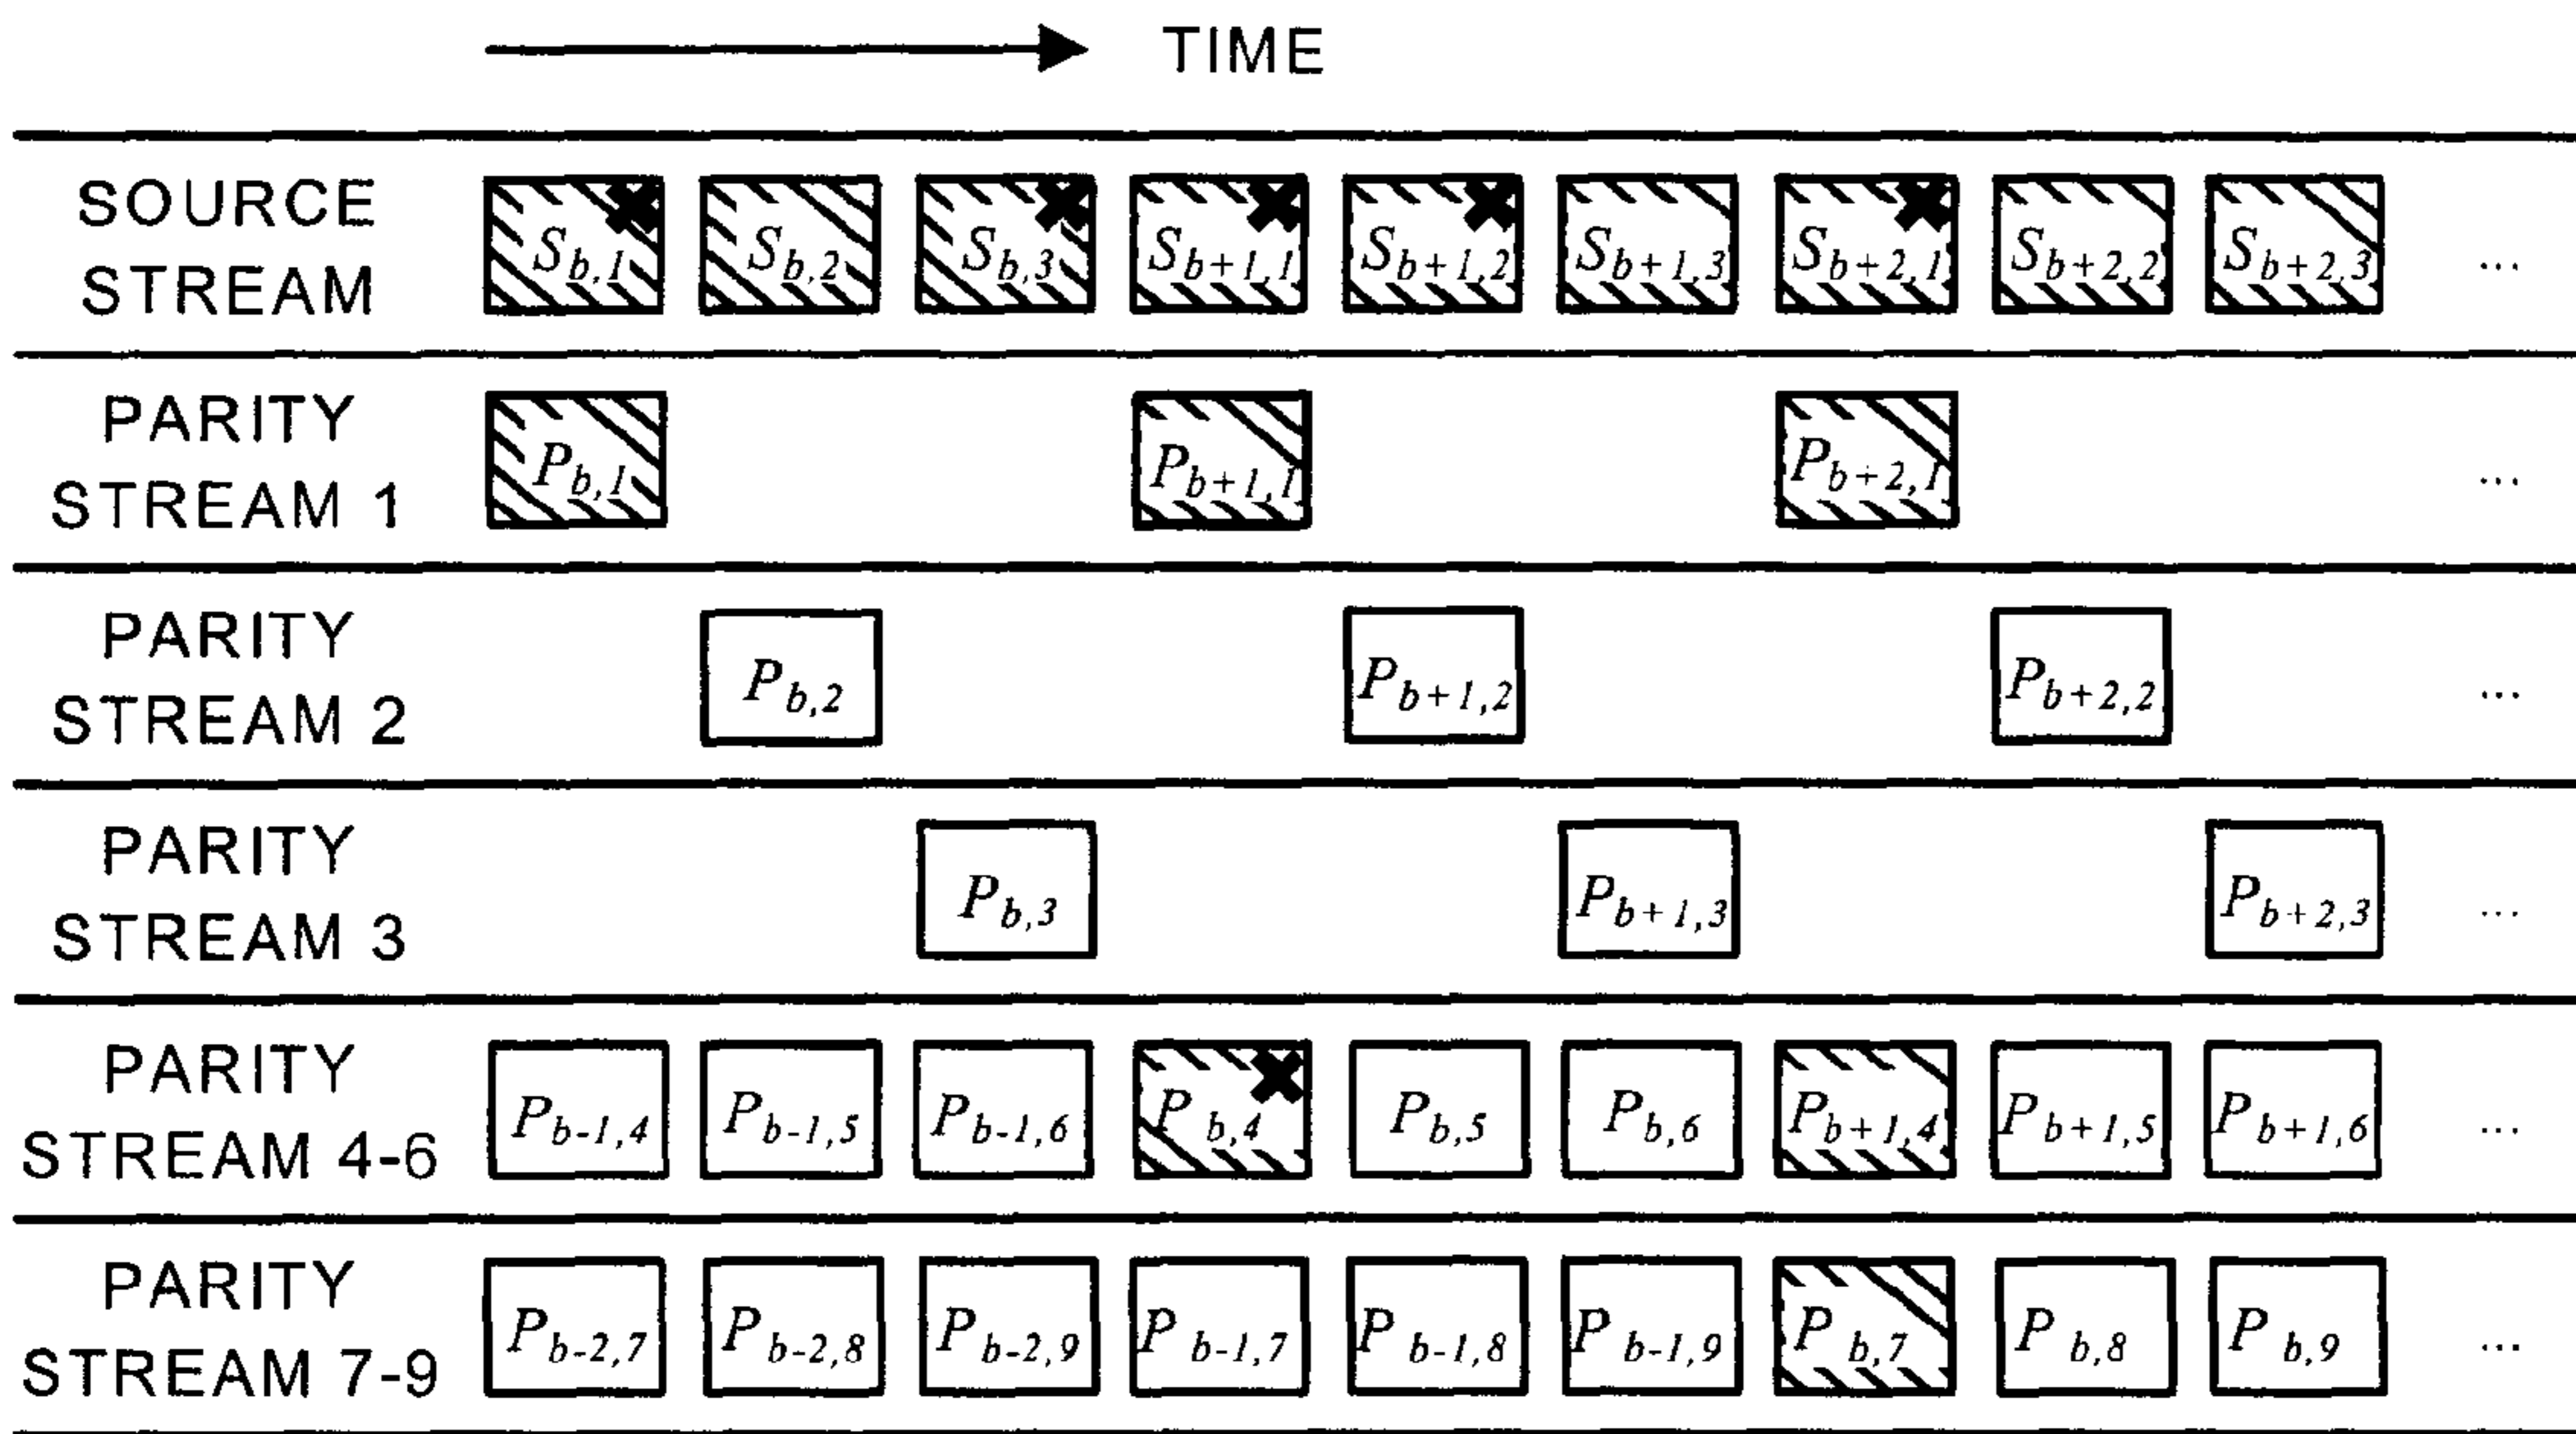 TIME
SOURCE STREAM
S b,1 S b,2 S b,3 S b+1,1 S b+1,2 S b+1,3 S b+2,1 S b+2,2 S b+2,3 ...
PARITY STREAM 1
P b,1 P b+1,1 P b+2,1 ...
PARITY STREAM 2
P b,2 P b+1,2 P b+2,2 ...
PARITY STREAM 3
P b,3 P b+1,3 P b+2,3 ...
PARITY STREAM 4-6
P b-1,4 P b-1,5 P b-1,6 P b,4 P b,5 P b,6 P b+1,4 P b+1,5 P b+1,6 ...
PARITY STREAM 7-9
P b-2,7 P b-2,8 P b-2,9 P b-1,7 P b-1,8 P b-1,9 P b,7 P b,8 P b,9 ...